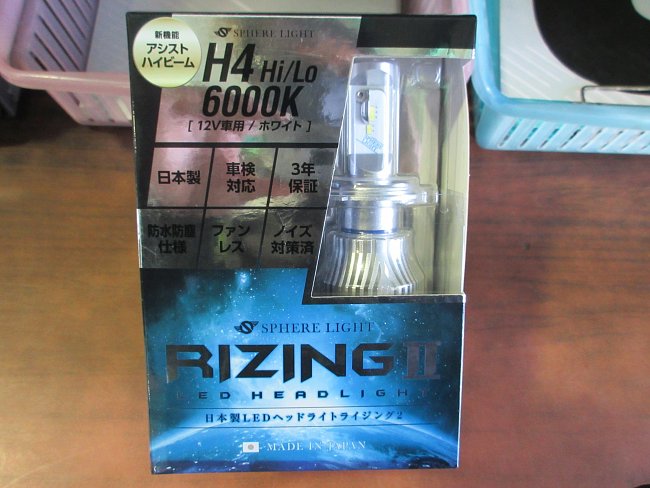 新機能
アシスト
ハイビーム
SPHERE LIGHT
H4 Hi/Lo
6000K
[ 12V車用 / ホワイト ]
日本製
車検
対応
3年
保証
防水防塵
仕様
ファン
レス
ノイズ
対策済
SPHERE LIGHT
RIZING II
LED HEADLIGHT
日本製LEDヘッドライトライジング2
MADE IN JAPAN